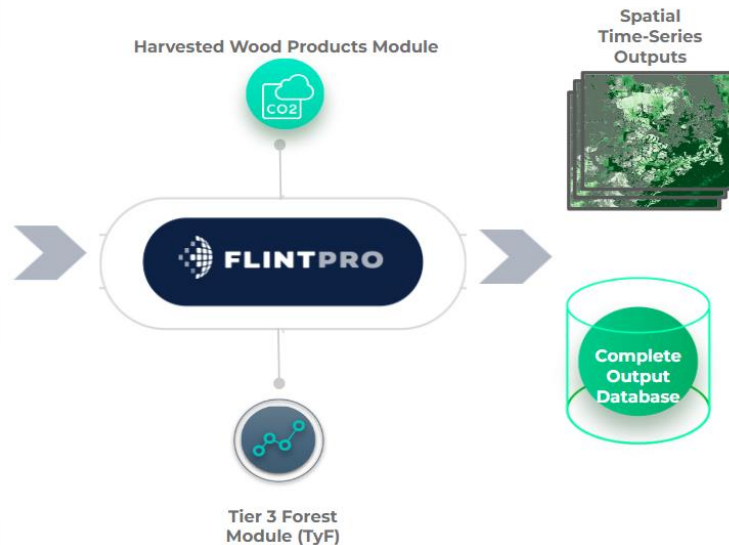 Harvested Wood Products Module
CO2
Spatial
Time-Series
Outputs
FLINTPRO
Complete
Output
Database
Tier 3 Forest
Module (TyF)